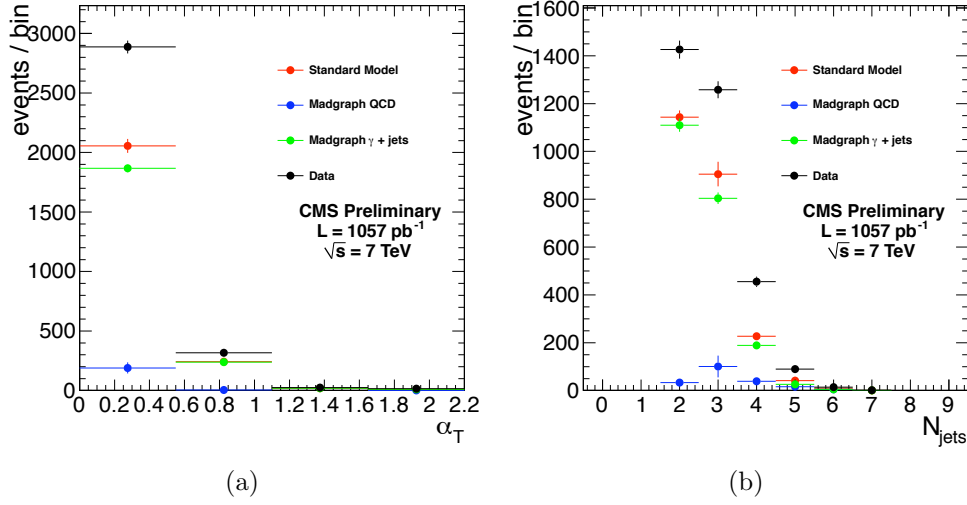 events / bin
3000
2500
2000
1500
1000
500
0
0 0.2 0.4 0.6 0.8 1 1.2 1.4 1.6 1.8 2 2.2
α_T
Standard Model
Madgraph QCD
Madgraph γ + jets
Data
CMS Preliminary
L = 1057 pb⁻¹
√s = 7 TeV
(a)
events / bin
1600
1400
1200
1000
800
600
400
200
0
0 1 2 3 4 5 6 7 8 9
N_jets
Standard Model
Madgraph QCD
Madgraph γ + jets
Data
CMS Preliminary
L = 1057 pb⁻¹
√s = 7 TeV
(b)